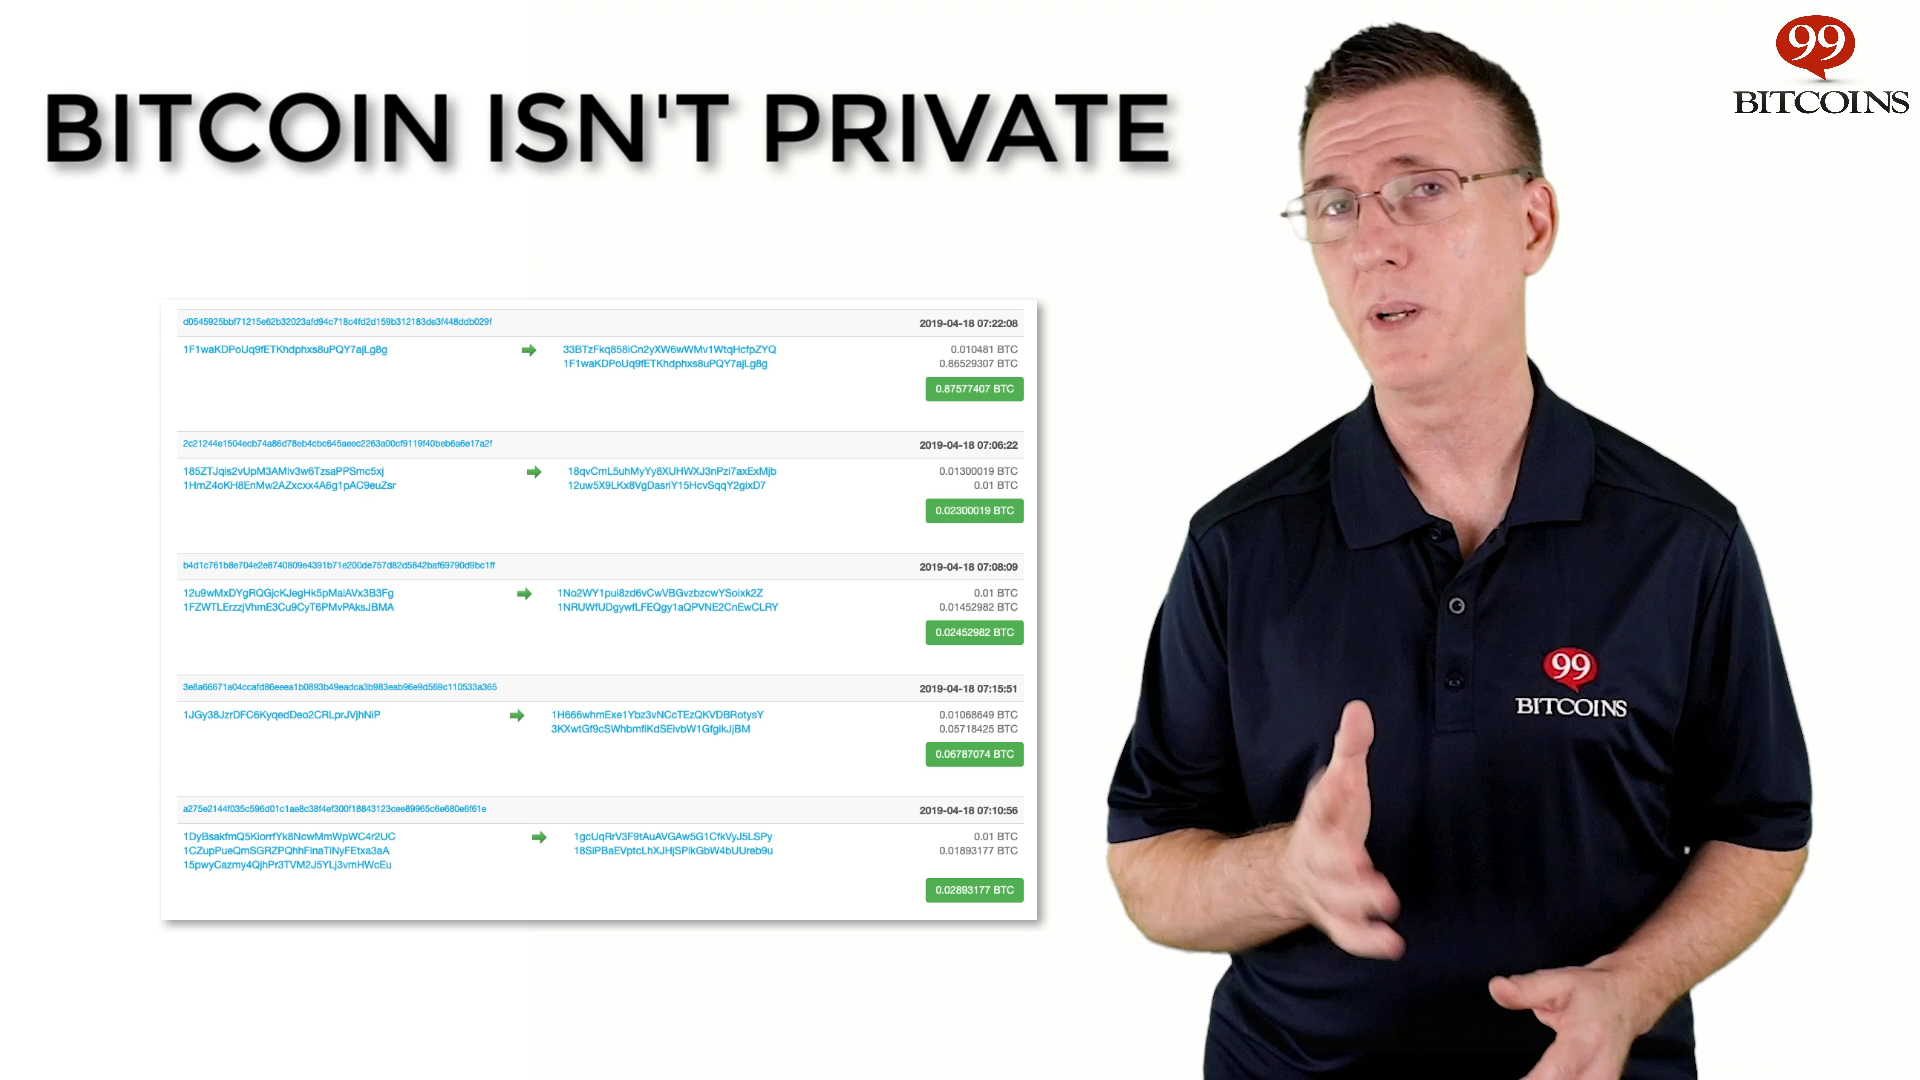 BITCOIN ISN'T PRIVATE
99
BITCOINS
d0545925bbf71215e62b32023afd94c718c4fd2d159b312183de3f448ddb029f
2019-04-18 07:22:08
1F1waKDPoUq9fETKhdphxs8uPQY7ajLg8g
33BTzFkq858iCn2yXW6wWMv1WtqHcfpZYQ
0.010481 BTC
1F1waKDPoUq9fETKhdphxs8uPQY7ajLg8g
0.86529307 BTC
0.87577407 BTC
2c21244e1504ecb74a86d78eb4cbc645aeec2263a00cf9119f40beb6a6e17a2f
2019-04-18 07:06:22
185ZTJqis2vUpM3AMiv3w6TzsaPPSmc5xj
18qvCmL5uhMyYy8XUHWXJ3nPzi7axExMjb
0.01300019 BTC
1HmZ4oKH8EnMw2AZxcxx4A6g1pAC9euZsr
12uw5X9LKx8VgDasriY15HcvSqqY2gixD7
0.01 BTC
0.02300019 BTC
b4d1c761b8e704e2e8740809e4391b71e200de757d82d5842baf69790d9bc1ff
2019-04-18 07:08:09
12u9wMxDYgRQGjcKJegHk5pMaiAVx3B3Fg
1No2WY1pui8zd6vCwVBGvzbzcwYSoixk2Z
0.01 BTC
1FZWTLErzzjVhmE3Cu9CyT6PMvPAksJBMA
1NRUWfUDgywfLFEQgy1aQPVNE2CnEwCLRY
0.01452982 BTC
0.02452982 BTC
3e8a66671a04ccafd86eeea1b0893b49eadca3b983eab96e9d569c110533a365
2019-04-18 07:15:51
1JGy38JzrDFC6KyqedDeo2CRLprJVjhNiP
1H666whmExe1Ybz3vNCcTEzQKVDBRotysY
0.01068649 BTC
3KXwtGf9cSWhbmfiKdSEivbW1GfgikJjBM
0.05718425 BTC
0.06787074 BTC
a275e2144f035c596d01c1ae8c38f4ef300f18843123cee89965c6e680e6f61e
2019-04-18 07:10:56
1DyBsakfmQ5KiorrfYk8NcwMmWpWC4r2UC
1gcUqRrV3F9tAuAVGAw5G1CfkVyJ5LSPy
0.01 BTC
1CZupPueQmSGRZPQhhFinaTiNyFEtxa3aA
18SiPBaEVptcLhXJHjSPikGbW4bUUreb9u
0.01893177 BTC
15pwyCazmy4QjhPr3TVM2J5YLj3vmHWcEu
0.02893177 BTC
99
BITCOINS